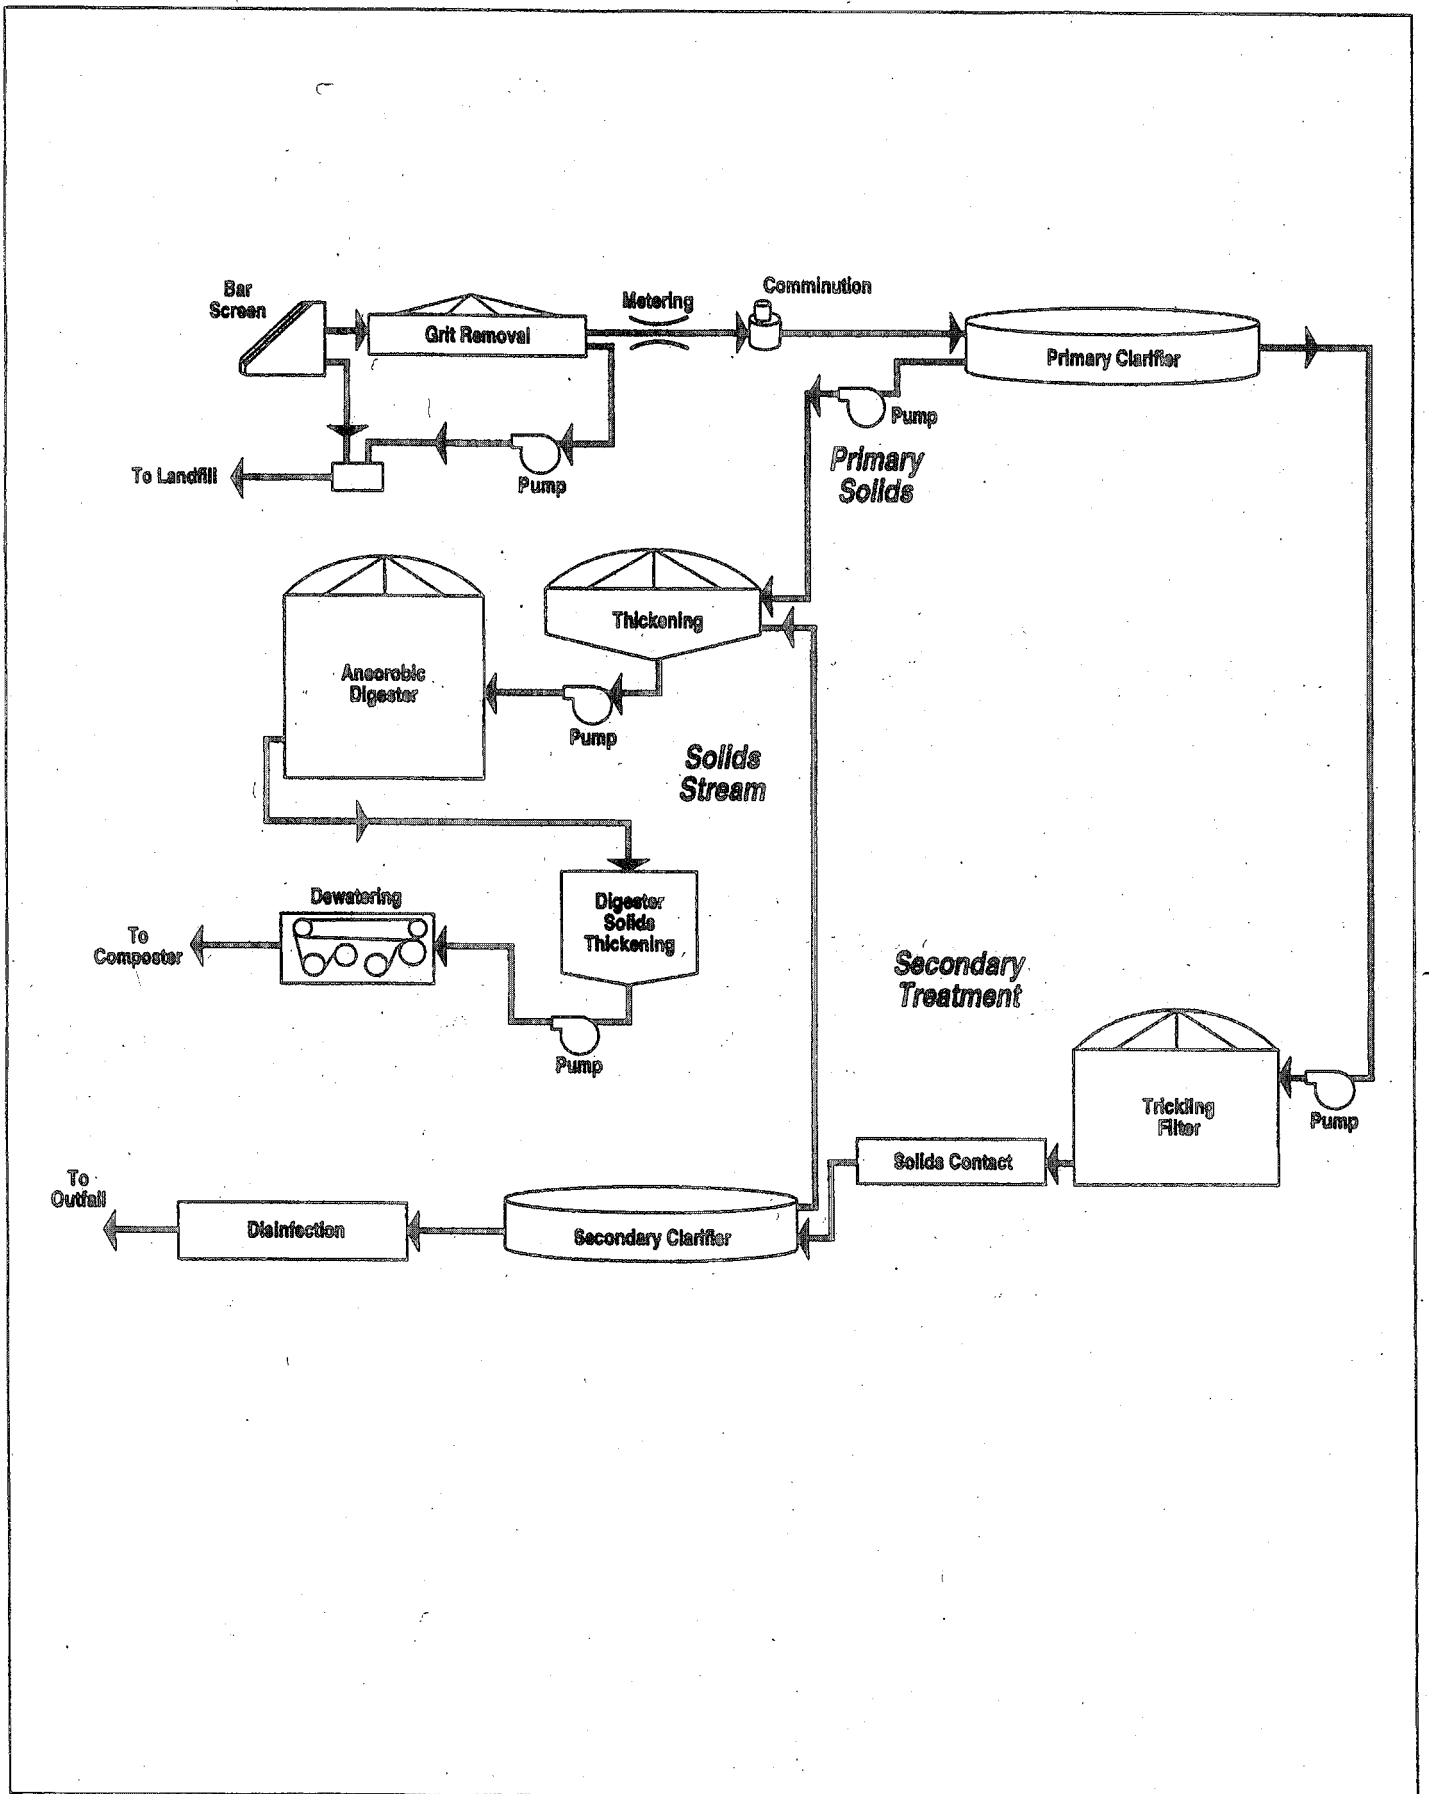 Bar
Screen
Grit Removal
Metering
Comminution
Primary Clarifier
Pump
Primary
Solids
To Landfill
Pump
Thickening
Anaerobic
Digester
Pump
Solids
Stream
Dewatering
Digester
Solids
Thickening
To
Composter
Pump
Secondary
Treatment
Trickling
Filter
Pump
Solids Contact
To
Outfall
Disinfection
Secondary Clarifier